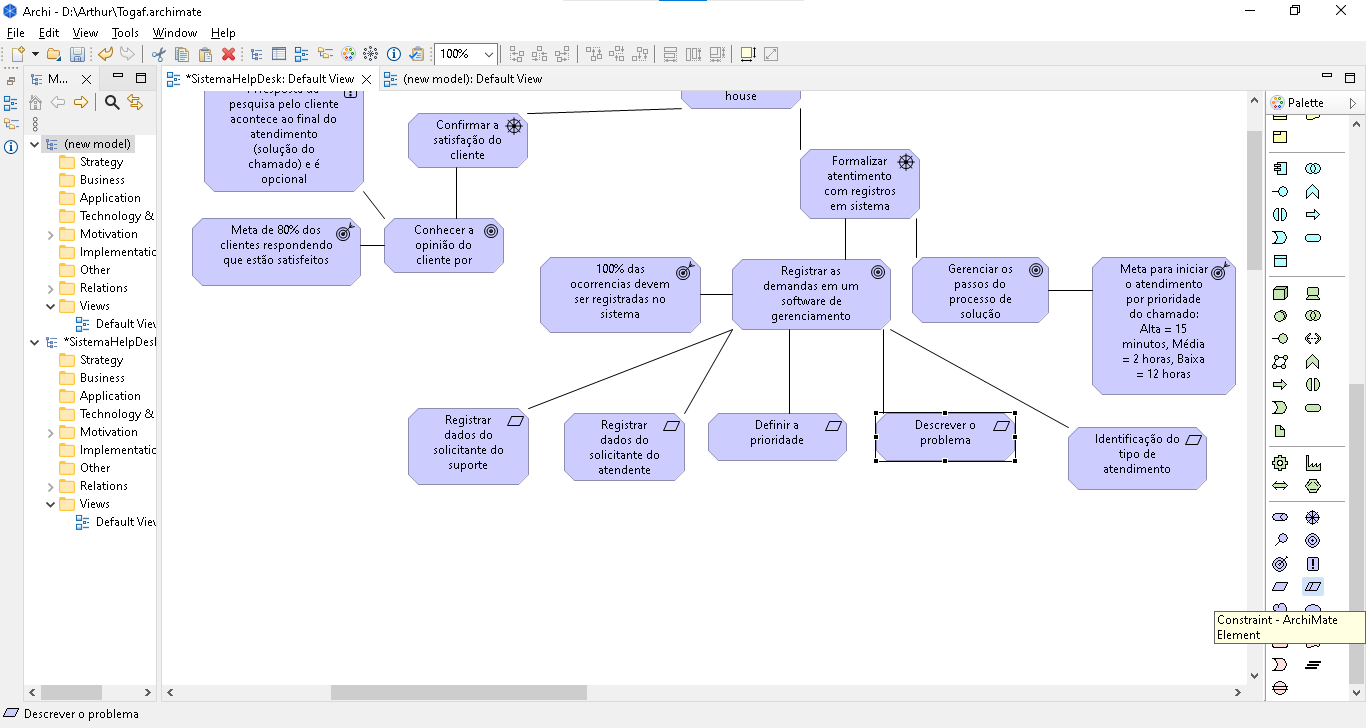 Archi - D:\Arthur\Togaf.archimate
File Edit View Tools Window Help
100%
M...
*SistemaHelpDesk: Default View
(new model): Default View
Palette
(new model)
Strategy
Business
Application
Technology &
Motivation
Implementatic
Other
Relations
Views
Default Viev
*SistemaHelpDesl
Strategy
Business
Application
Technology &
Motivation
Implementatic
Other
Relations
Views
Default Viev
A resposta da
pesquisa pelo cliente
acontece ao final do
atendimento
(solução do
chamado) e é
opcional
Confirmar a
satisfação do
cliente
house
Formalizar
atentimento
com registros
em sistema
Meta de 80% dos
clientes respondendo
que estão satisfeitos
Conhecer a
opinião do
cliente por
100% das
ocorrencias devem
ser registradas no
sistema
Registrar as
demandas em um
software de
gerenciamento
Gerenciar os
passos do
processo de
solução
Meta para iniciar
o atendimento
por prioridade
do chamado:
Alta = 15
minutos, Média
= 2 horas, Baixa
= 12 horas
Registrar
dados do
solicitante do
suporte
Registrar
dados do
solicitante do
atendente
Definir a
prioridade
Descrever o
problema
Identificação do
tipo de
atendimento
Constraint - ArchiMate
Element
Descrever o problema